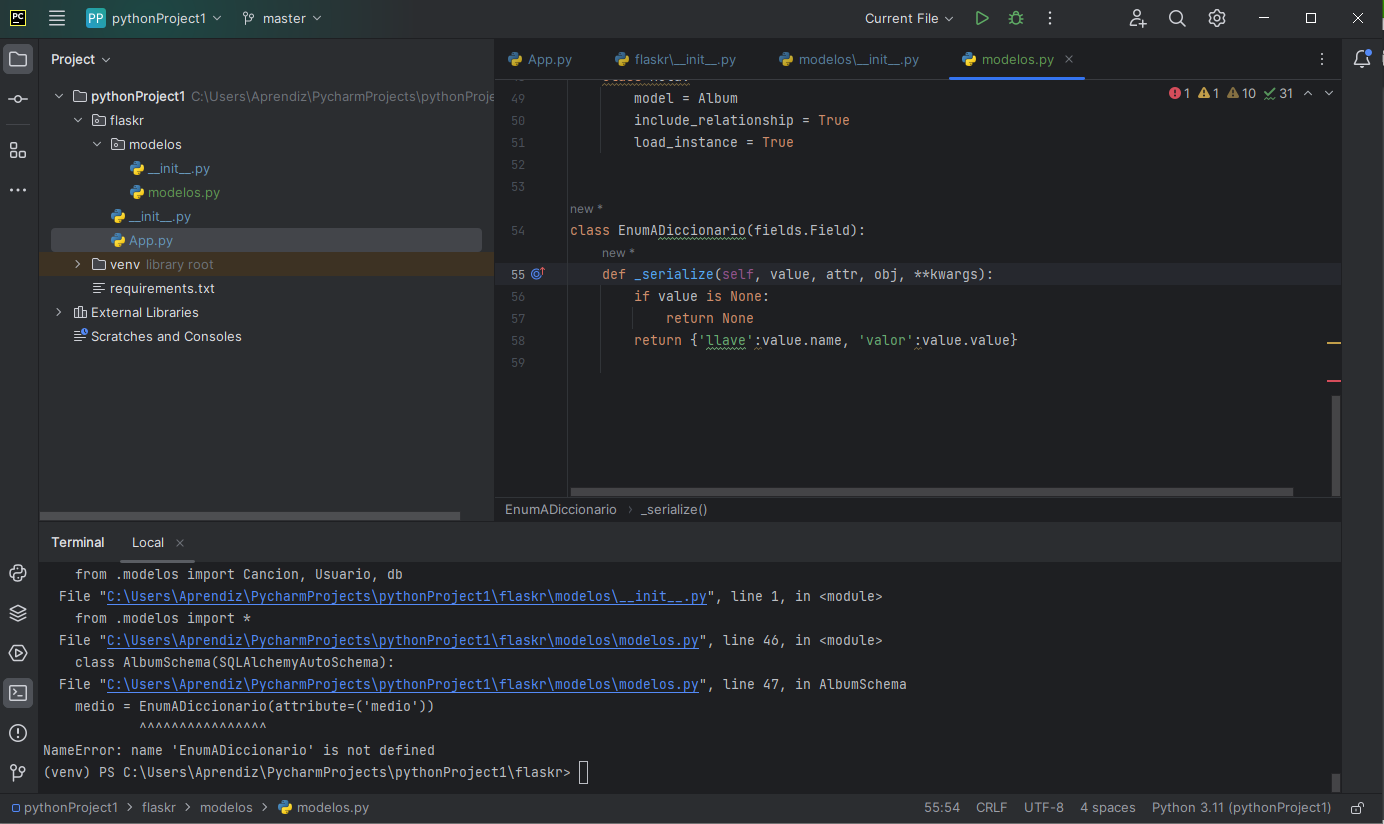 PC
PP pythonProject1 master Current File
Project
App.py flaskr\__init__.py modelos\__init__.py modelos.py
pythonProject1 C:\Users\Aprendiz\PycharmProjects\pythonProje
flaskr
modelos
__init__.py
modelos.py
__init__.py
App.py
venv library root
requirements.txt
External Libraries
Scratches and Consoles
1 1 10 31
49 model = Album
50 include_relationship = True
51 load_instance = True
52
53
new *
54 class EnumADiccionario(fields.Field):
new *
55 def _serialize(self, value, attr, obj, **kwargs):
56 if value is None:
57 return None
58 return {'llave':value.name, 'valor':value.value}
59
EnumADiccionario › _serialize()
Terminal Local
from .modelos import Cancion, Usuario, db
File "C:\Users\Aprendiz\PycharmProjects\pythonProject1\flaskr\modelos\__init__.py", line 1, in <module>
from .modelos import *
File "C:\Users\Aprendiz\PycharmProjects\pythonProject1\flaskr\modelos\modelos.py", line 46, in <module>
class AlbumSchema(SQLAlchemyAutoSchema):
File "C:\Users\Aprendiz\PycharmProjects\pythonProject1\flaskr\modelos\modelos.py", line 47, in AlbumSchema
medio = EnumADiccionario(attribute=('medio'))
^^^^^^^^^^^^^^^^
NameError: name 'EnumADiccionario' is not defined
(venv) PS C:\Users\Aprendiz\PycharmProjects\pythonProject1\flaskr>
pythonProject1 › flaskr › modelos › modelos.py 55:54 CRLF UTF-8 4 spaces Python 3.11 (pythonProject1)